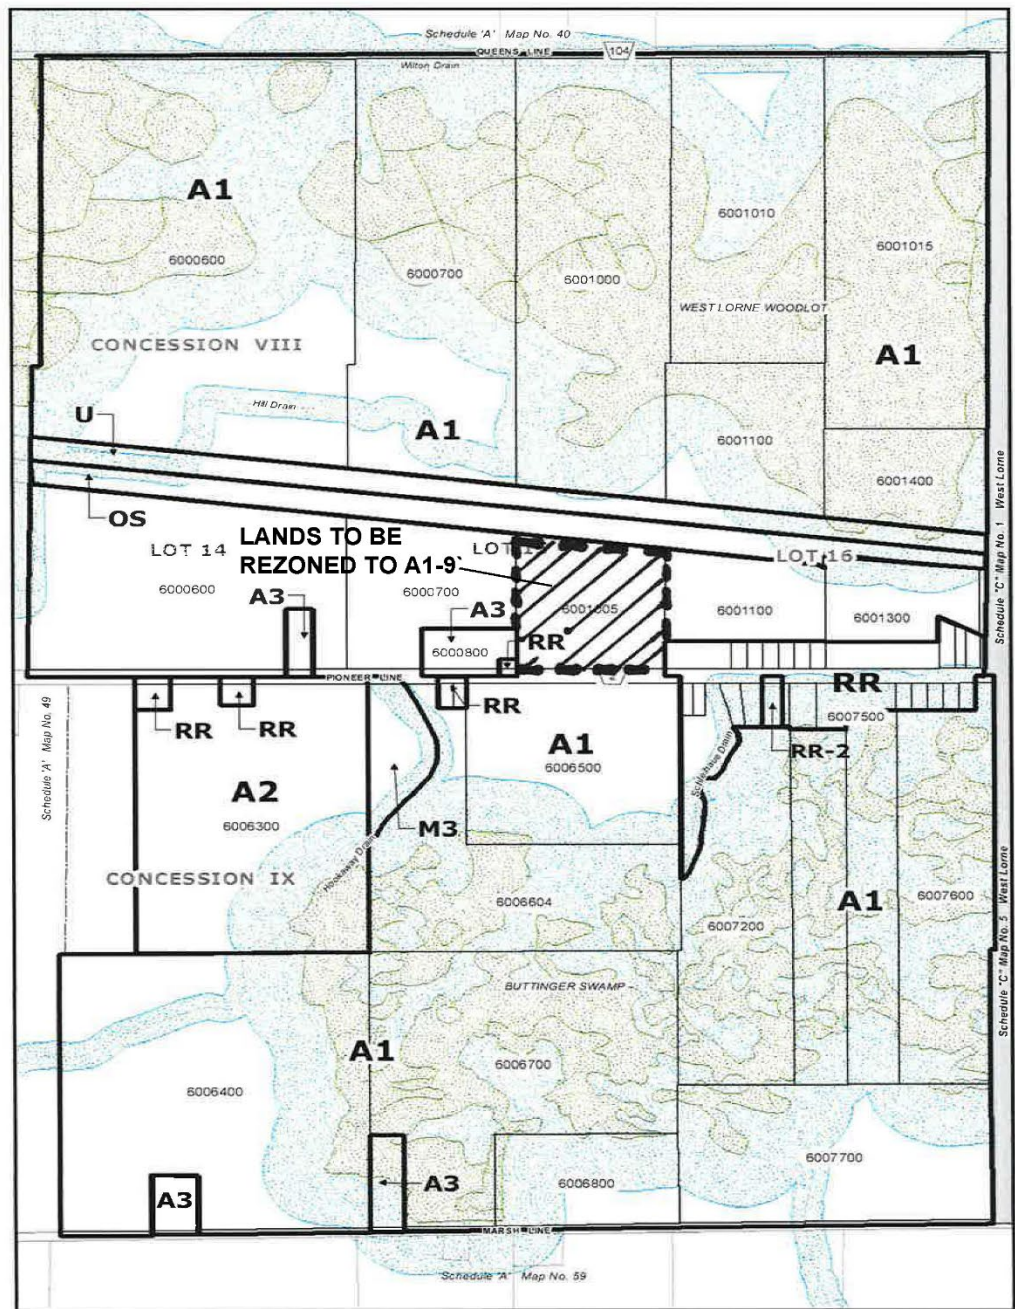 Schedule 'A' Map No. 40
QUEENS LINE
104
Wilton Drain
A1
6001010
6001015
6000600
6000700
6001000
WEST LORNE WOODLOT
CONCESSION VIII
A1
Hill Drain
U
A1
6001100
6001400
Schedule "C" Map No. 1 West Lorne
OS
LOT 14
LANDS TO BE
REZONED TO A1-9
LOT 16
6000600
6000700
6001100
6001300
A3
A3
6000800
RR
PIONEER LINE
RR
RR
RR
RR
6007500
RR-2
Schedule 'A' Map No. 49
A1
6006500
A2
6006300
M3
Hookaway Drain
CONCESSION IX
6006604
A1
6007600
6007200
Schedule "C" Map No. 5 West Lorne
BUTTINGER SWAMP
A1
6006700
6006400
6007700
A3
A3
6006800
MARSH LINE
Schedule 'A' Map No. 59